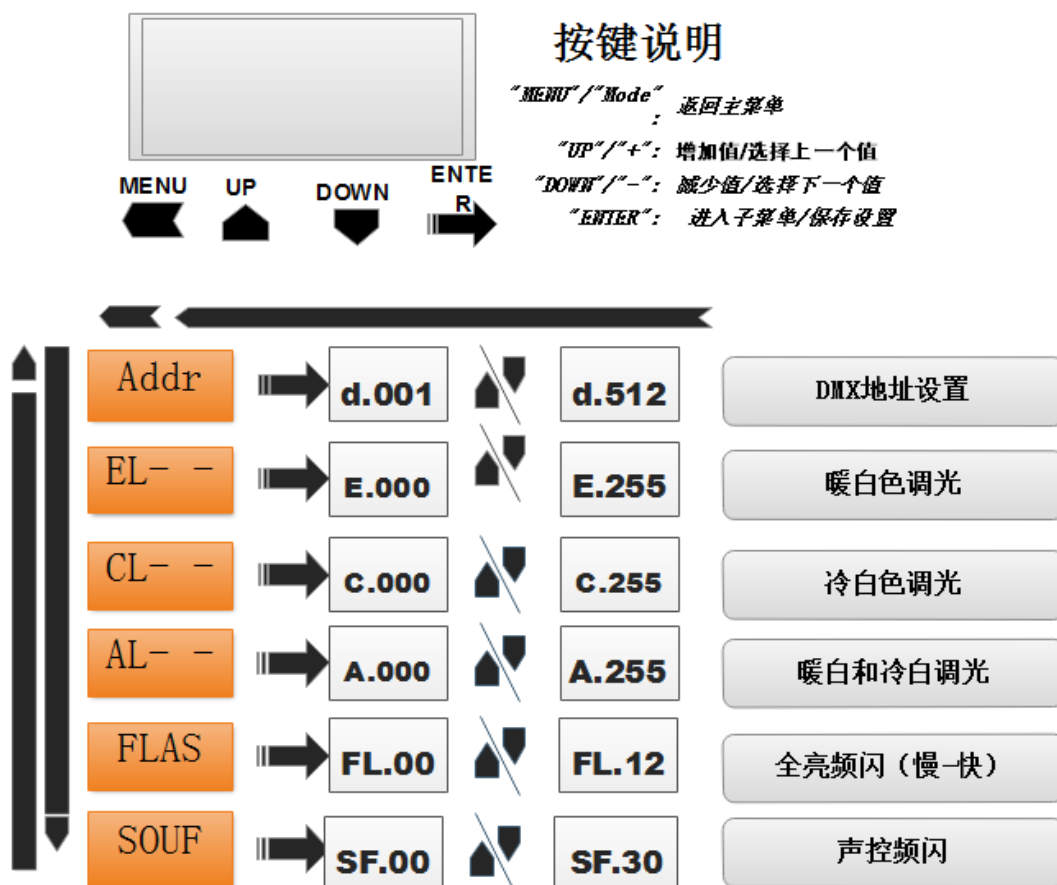 按键说明
"MENU"/"Mode"
:
返回主菜单
"UP"/"+": 增加值/选择上一个值
"DOWN"/"-": 减少值/选择下一个值
"ENTER": 进入子菜单/保存设置
MENU UP DOWN ENTE
R
Addr d.001 d.512 DMX地址设置
EL- - E.000 E.255 暖白色调光
CL- - C.000 C.255 冷白色调光
AL- - A.000 A.255 暖白和冷白调光
FLAS FL.00 FL.12 全亮频闪（慢-快）
SOUF SF.00 SF.30 声控频闪